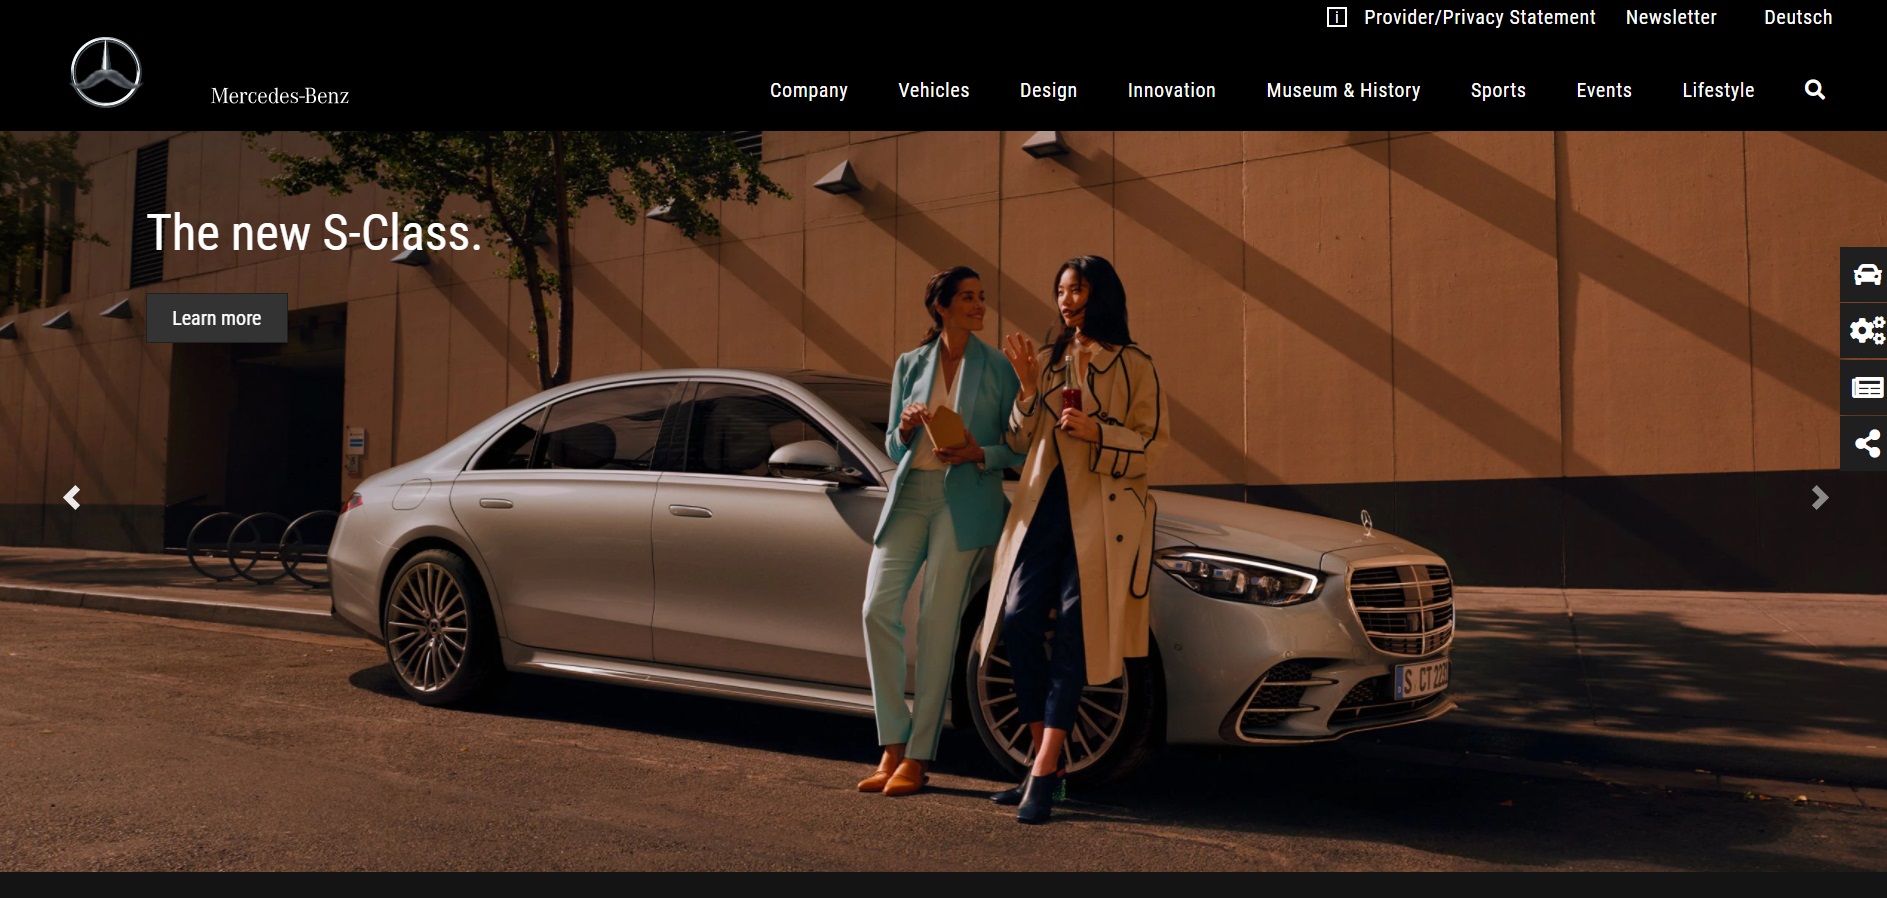 i Provider/Privacy Statement Newsletter Deutsch
Mercedes-Benz
Company Vehicles Design Innovation Museum & History Sports Events Lifestyle
The new S-Class.
Learn more
S CT 22